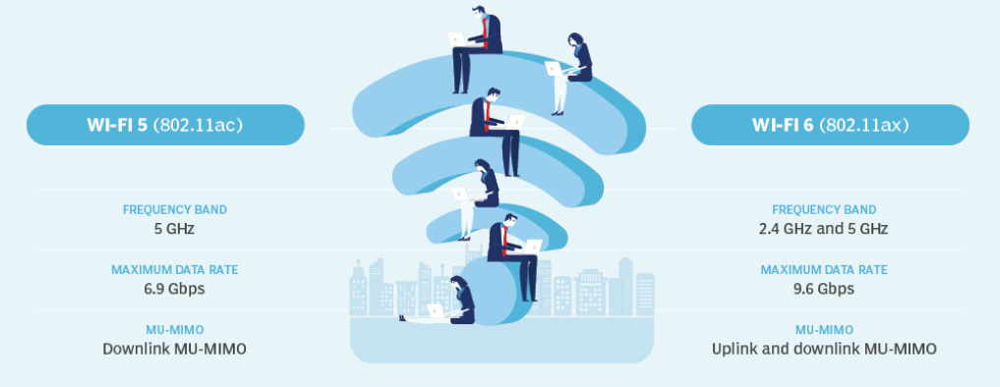 WI-FI 5 (802.11ac)
WI-FI 6 (802.11ax)
FREQUENCY BAND
5 GHz
FREQUENCY BAND
2.4 GHz and 5 GHz
MAXIMUM DATA RATE
6.9 Gbps
MAXIMUM DATA RATE
9.6 Gbps
MU-MIMO
Downlink MU-MIMO
MU-MIMO
Uplink and downlink MU-MIMO